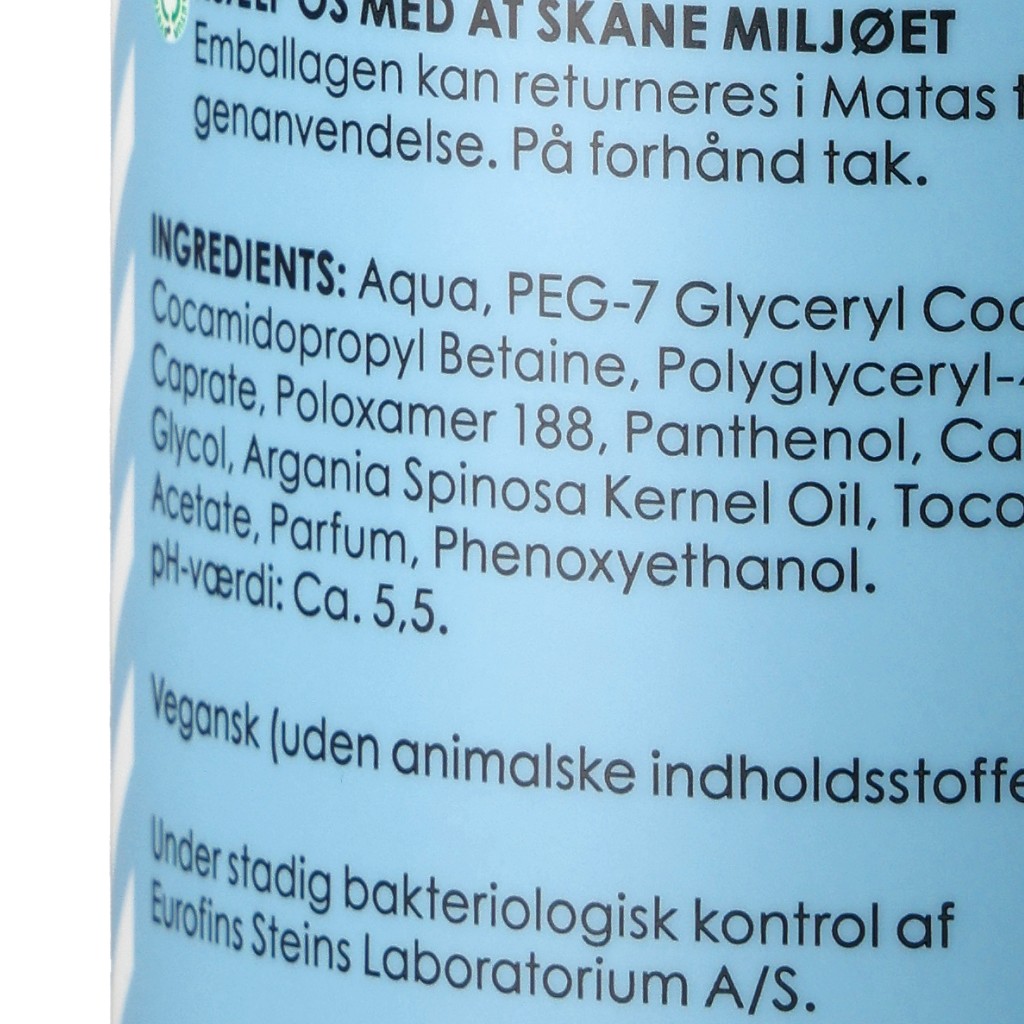 OS MED AT SKÅNE MILJØET
Emballagen kan returneres i Matas
genanvendelse. På forhånd tak.
INGREDIENTS: Aqua, PEG-7 Glyceryl
Cocamidopropyl Betaine, Polyglyceryl-
Caprate, Poloxamer 188, Panthenol,
Glycol, Argania Spinosa Kernel Oil,
Acetate, Parfum, Phenoxyethanol.
pH-værdi: Ca. 5,5.
Vegansk (uden animalske
Under stadig bakteriologisk kontrol af
Eurofins Steins Laboratorium A/S.